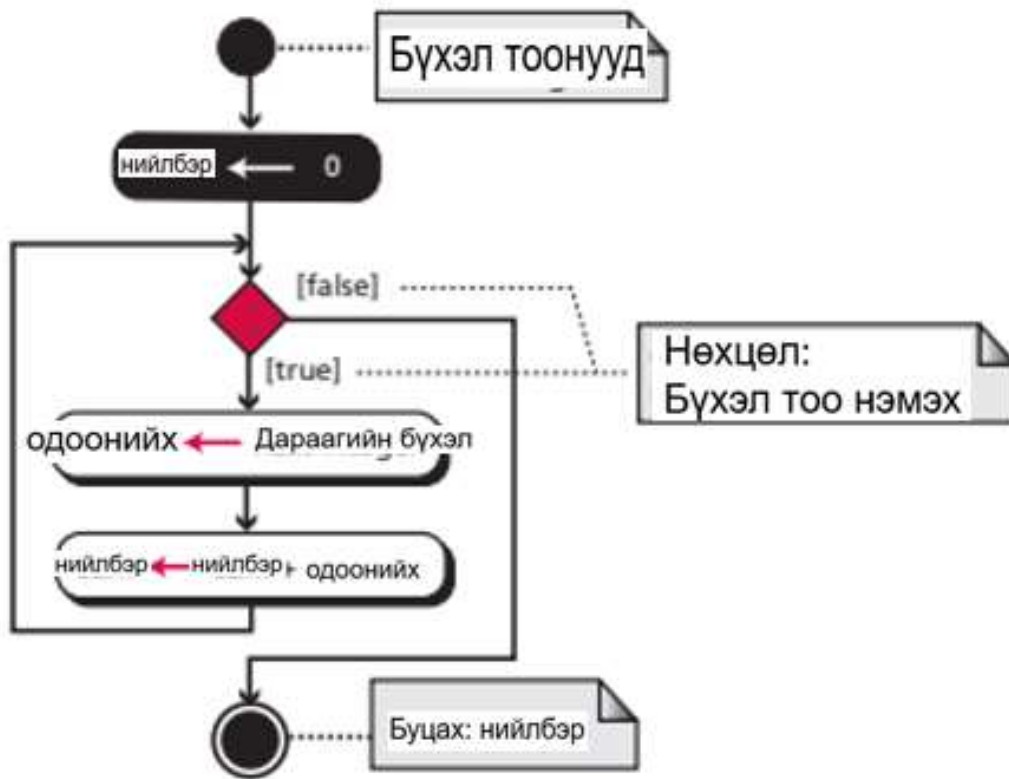 Бүхэл тоонууд
нийлбэр ← 0
[false]
[true]
Нөхцөл:
Бүхэл тоо нэмэх
одоонийх ← Дараагийн бүхэл
нийлбэр ← нийлбэр + одоонийх
Буцах: нийлбэр